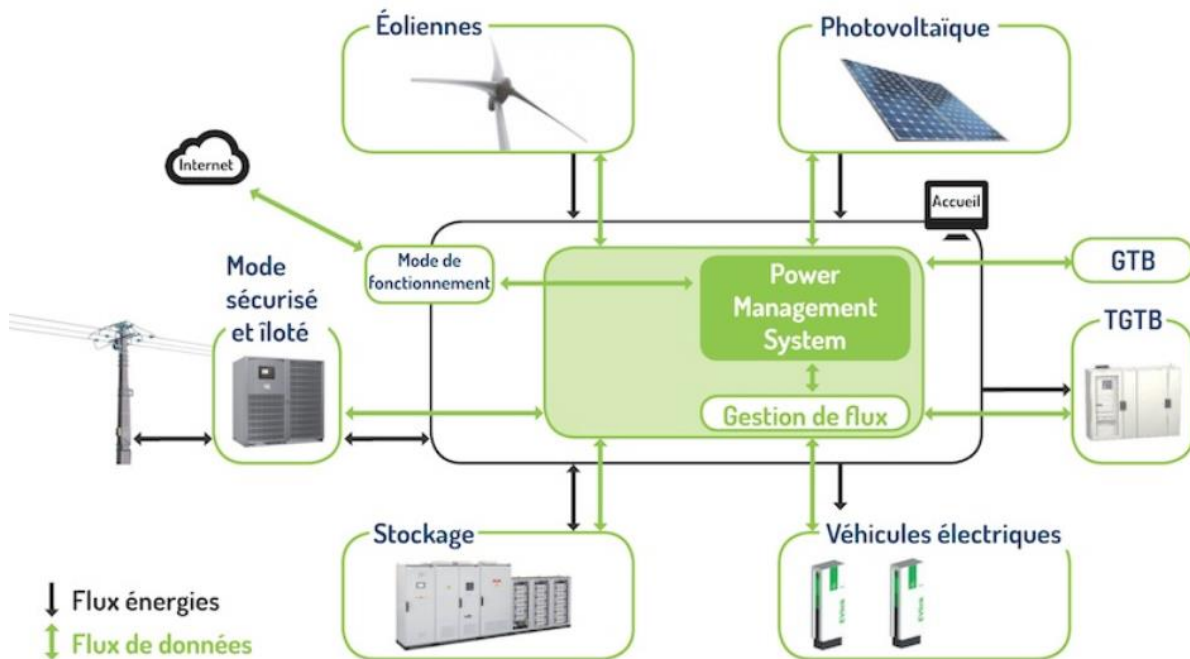 Éoliennes
Photovoltaïque
Internet
Accueil
Mode de
fonctionnement
Power
Management
System
GTB
Mode
sécurisé
et îloté
TGTB
Gestion de flux
Stockage
Véhicules électriques
Flux énergies
Flux de données